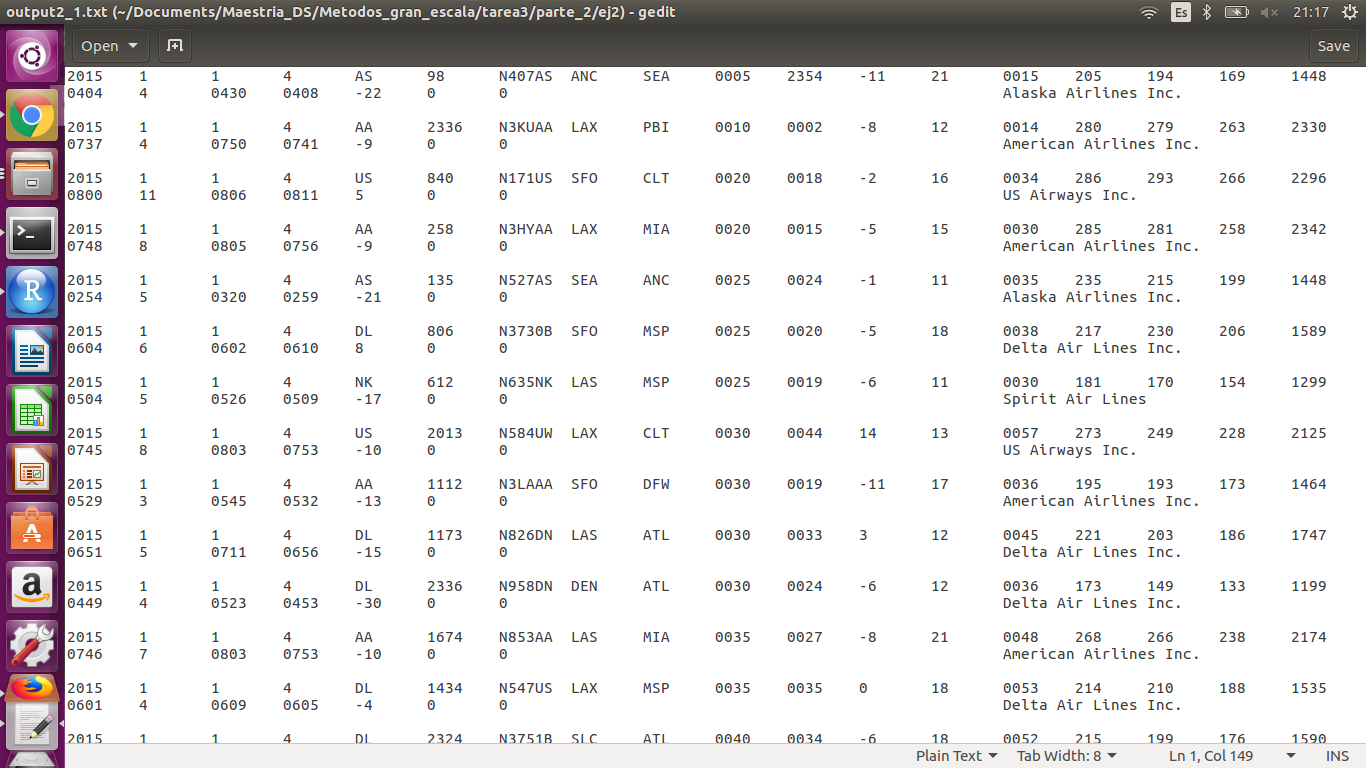 output2_1.txt (~/Documents/Maestria_DS/Metodos_gran_escala/tarea3/parte_2/ej2) - gedit Es 21:17
Open Save
2015 1 1 4 AS 98 N407AS ANC SEA 0005 2354 -11 21 0015 205 194 169 1448
0404 4 0430 0408 -22 0 0 Alaska Airlines Inc.
2015 1 1 4 AA 2336 N3KUAA LAX PBI 0010 0002 -8 12 0014 280 279 263 2330
0737 4 0750 0741 -9 0 0 American Airlines Inc.
2015 1 1 4 US 840 N171US SFO CLT 0020 0018 -2 16 0034 286 293 266 2296
0800 11 0806 0811 5 0 0 US Airways Inc.
2015 1 1 4 AA 258 N3HYAA LAX MIA 0020 0015 -5 15 0030 285 281 258 2342
0748 8 0805 0756 -9 0 0 American Airlines Inc.
2015 1 1 4 AS 135 N527AS SEA ANC 0025 0024 -1 11 0035 235 215 199 1448
0254 5 0320 0259 -21 0 0 Alaska Airlines Inc.
2015 1 1 4 DL 806 N3730B SFO MSP 0025 0020 -5 18 0038 217 230 206 1589
0604 6 0602 0610 8 0 0 Delta Air Lines Inc.
2015 1 1 4 NK 612 N635NK LAS MSP 0025 0019 -6 11 0030 181 170 154 1299
0504 5 0526 0509 -17 0 0 Spirit Air Lines
2015 1 1 4 US 2013 N584UW LAX CLT 0030 0044 14 13 0057 273 249 228 2125
0745 8 0803 0753 -10 0 0 US Airways Inc.
2015 1 1 4 AA 1112 N3LAAA SFO DFW 0030 0019 -11 17 0036 195 193 173 1464
0529 3 0545 0532 -13 0 0 American Airlines Inc.
2015 1 1 4 DL 1173 N826DN LAS ATL 0030 0033 3 12 0045 221 203 186 1747
0651 5 0711 0656 -15 0 0 Delta Air Lines Inc.
2015 1 1 4 DL 2336 N958DN DEN ATL 0030 0024 -6 12 0036 173 149 133 1199
0449 4 0523 0453 -30 0 0 Delta Air Lines Inc.
2015 1 1 4 AA 1674 N853AA LAS MIA 0035 0027 -8 21 0048 268 266 238 2174
0746 7 0803 0753 -10 0 0 American Airlines Inc.
2015 1 1 4 DL 1434 N547US LAX MSP 0035 0035 0 18 0053 214 210 188 1535
0601 4 0609 0605 -4 0 0 Delta Air Lines Inc.
2015 1 1 4 DL 2324 N3751B SLC ATL 0040 0034 -6 18 0052 215 199 176 1590
Plain Text Tab Width: 8 Ln 1, Col 149 INS